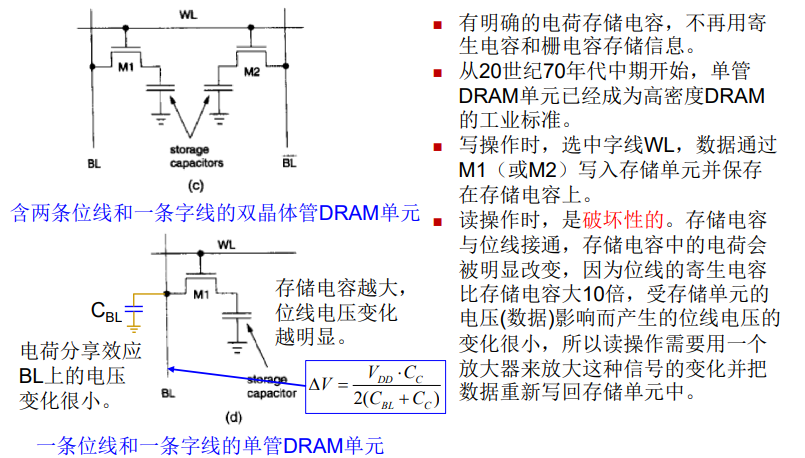 WL
M1
M2
BL
storage
capacitors
BL
(c)
含两条位线和一条字线的双晶体管DRAM单元
WL
M1
C_BL
存储电容越大，
位线电压变化
越明显。
电荷分享效应
BL上的电压
变化很小。
BL
storage
capacitor
ΔV = V_DD · C_C / 2(C_BL + C_C)
(d)
一条位线和一条字线的单管DRAM单元
■ 有明确的电荷存储电容，不再用寄
生电容和栅电容存储信息。
■ 从20世纪70年代中期开始，单管
DRAM单元已经成为高密度DRAM
的工业标准。
■ 写操作时，选中字线WL，数据通过
M1（或M2）写入存储单元并保存
在存储电容上。
■ 读操作时，是破坏性的。存储电容
与位线接通，存储电容中的电荷会
被明显改变，因为位线的寄生电容
比存储电容大10倍，受存储单元的
电压(数据)影响而产生的位线电压的
变化很小，所以读操作需要用一个
放大器来放大这种信号的变化并把
数据重新写回存储单元中。